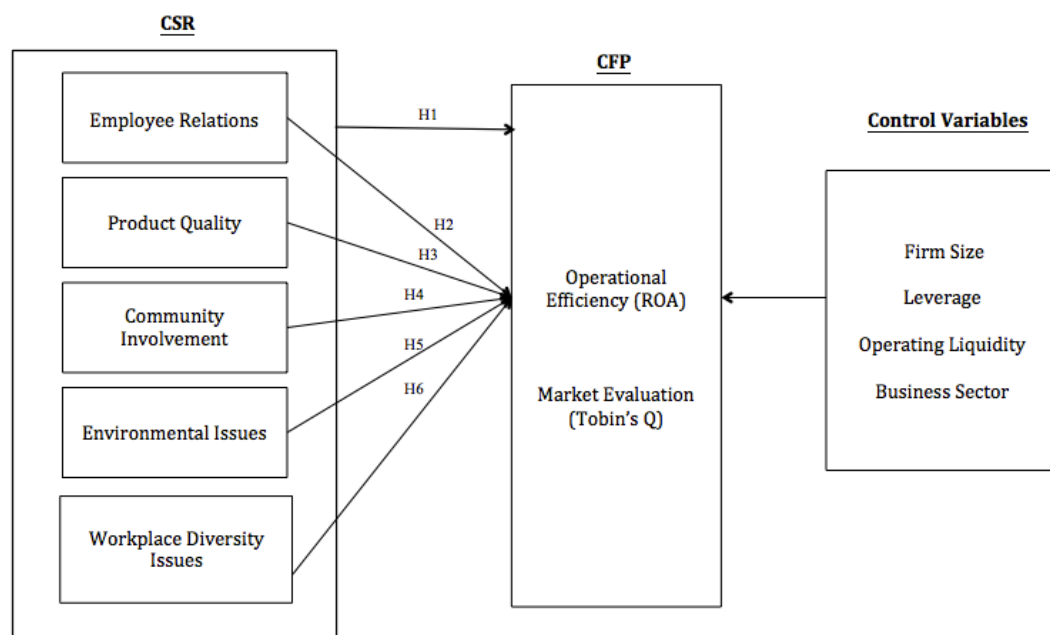 CSR
Employee Relations
Product Quality
Community
Involvement
Environmental Issues
Workplace Diversity
Issues
H1
H2
H3
H4
H5
H6
CFP
Operational
Efficiency (ROA)
Market Evaluation
(Tobin's Q)
Control Variables
Firm Size
Leverage
Operating Liquidity
Business Sector